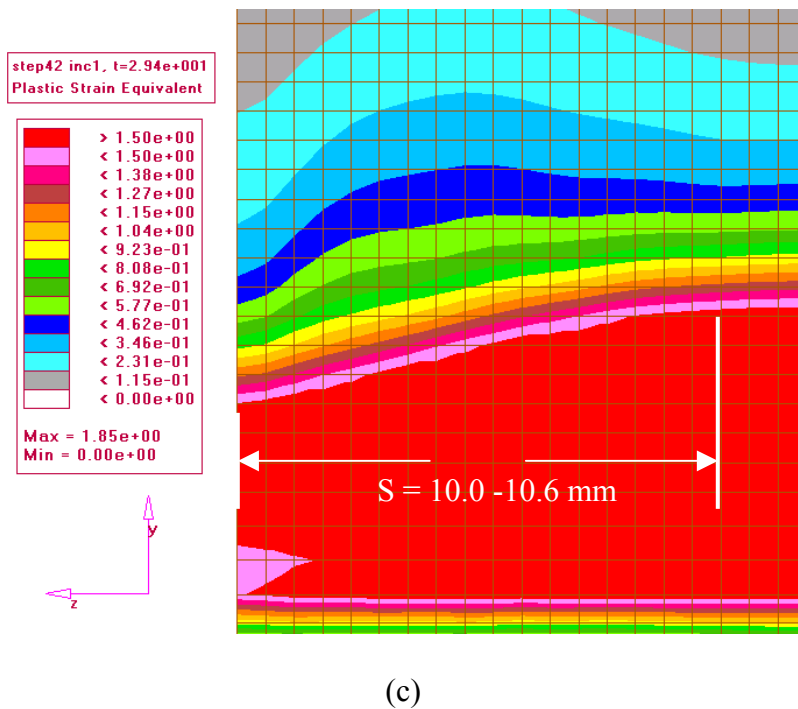 step42 inc1, t=2.94e+001
Plastic Strain Equivalent
> 1.50e+00
< 1.50e+00
< 1.38e+00
< 1.27e+00
< 1.15e+00
< 1.04e+00
< 9.23e-01
< 8.08e-01
< 6.92e-01
< 5.77e-01
< 4.62e-01
< 3.46e-01
< 2.31e-01
< 1.15e-01
< 0.00e+00
Max = 1.85e+00
Min = 0.00e+00
y
z
S = 10.0 -10.6 mm
(c)